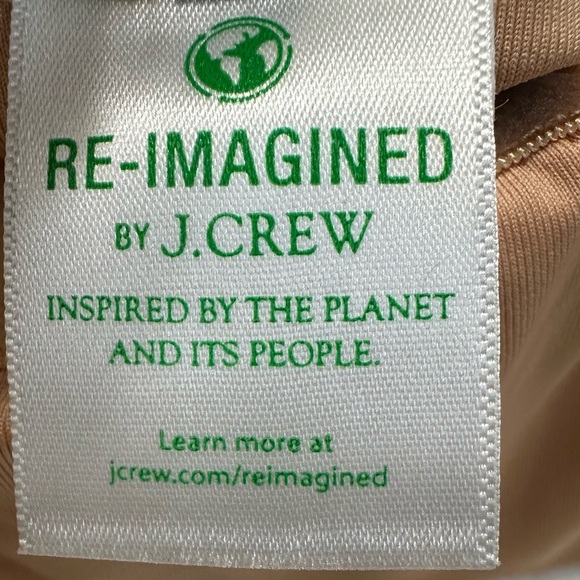 RE-IMAGINED
BY J.CREW
INSPIRED BY THE PLANET
AND ITS PEOPLE.
Learn more at
jcrew.com/reimagined